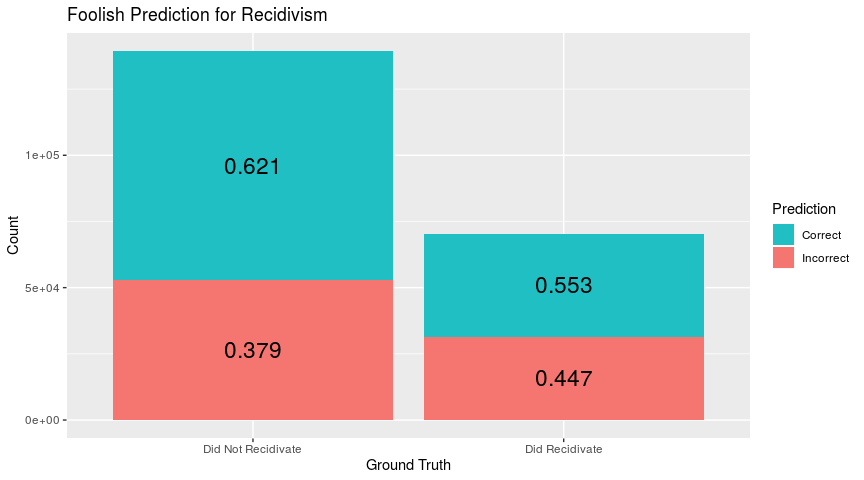 Foolish Prediction for Recidivism
Count
1e+05
5e+04
0e+00
0.621
0.379
0.553
0.447
Did Not Recidivate
Did Recidivate
Ground Truth
Prediction
Correct
Incorrect